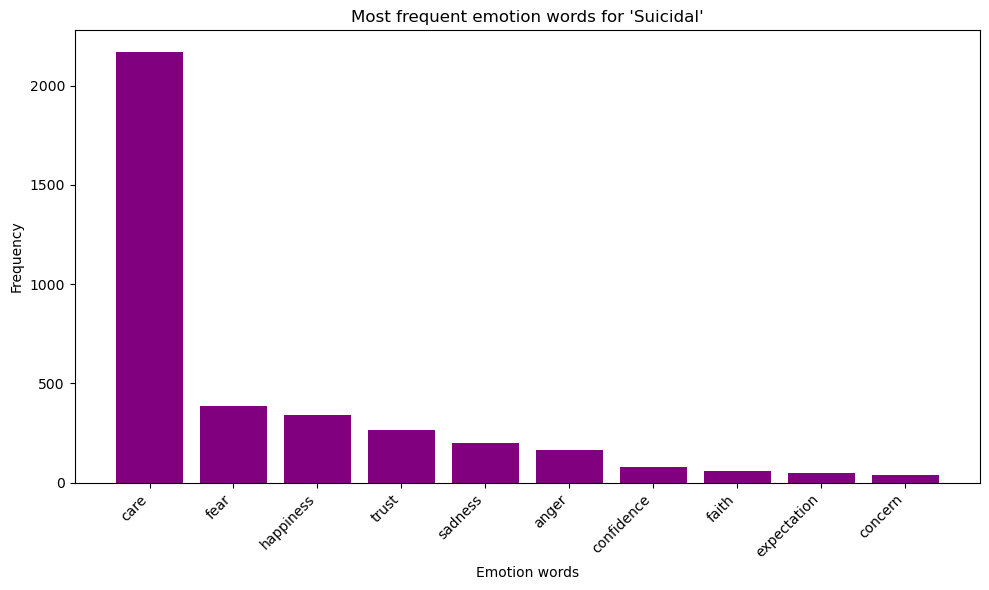 Most frequent emotion words for 'Suicidal'
Frequency
2000
1500
1000
500
0
care
fear
happiness
trust
sadness
anger
confidence
faith
expectation
concern
Emotion words